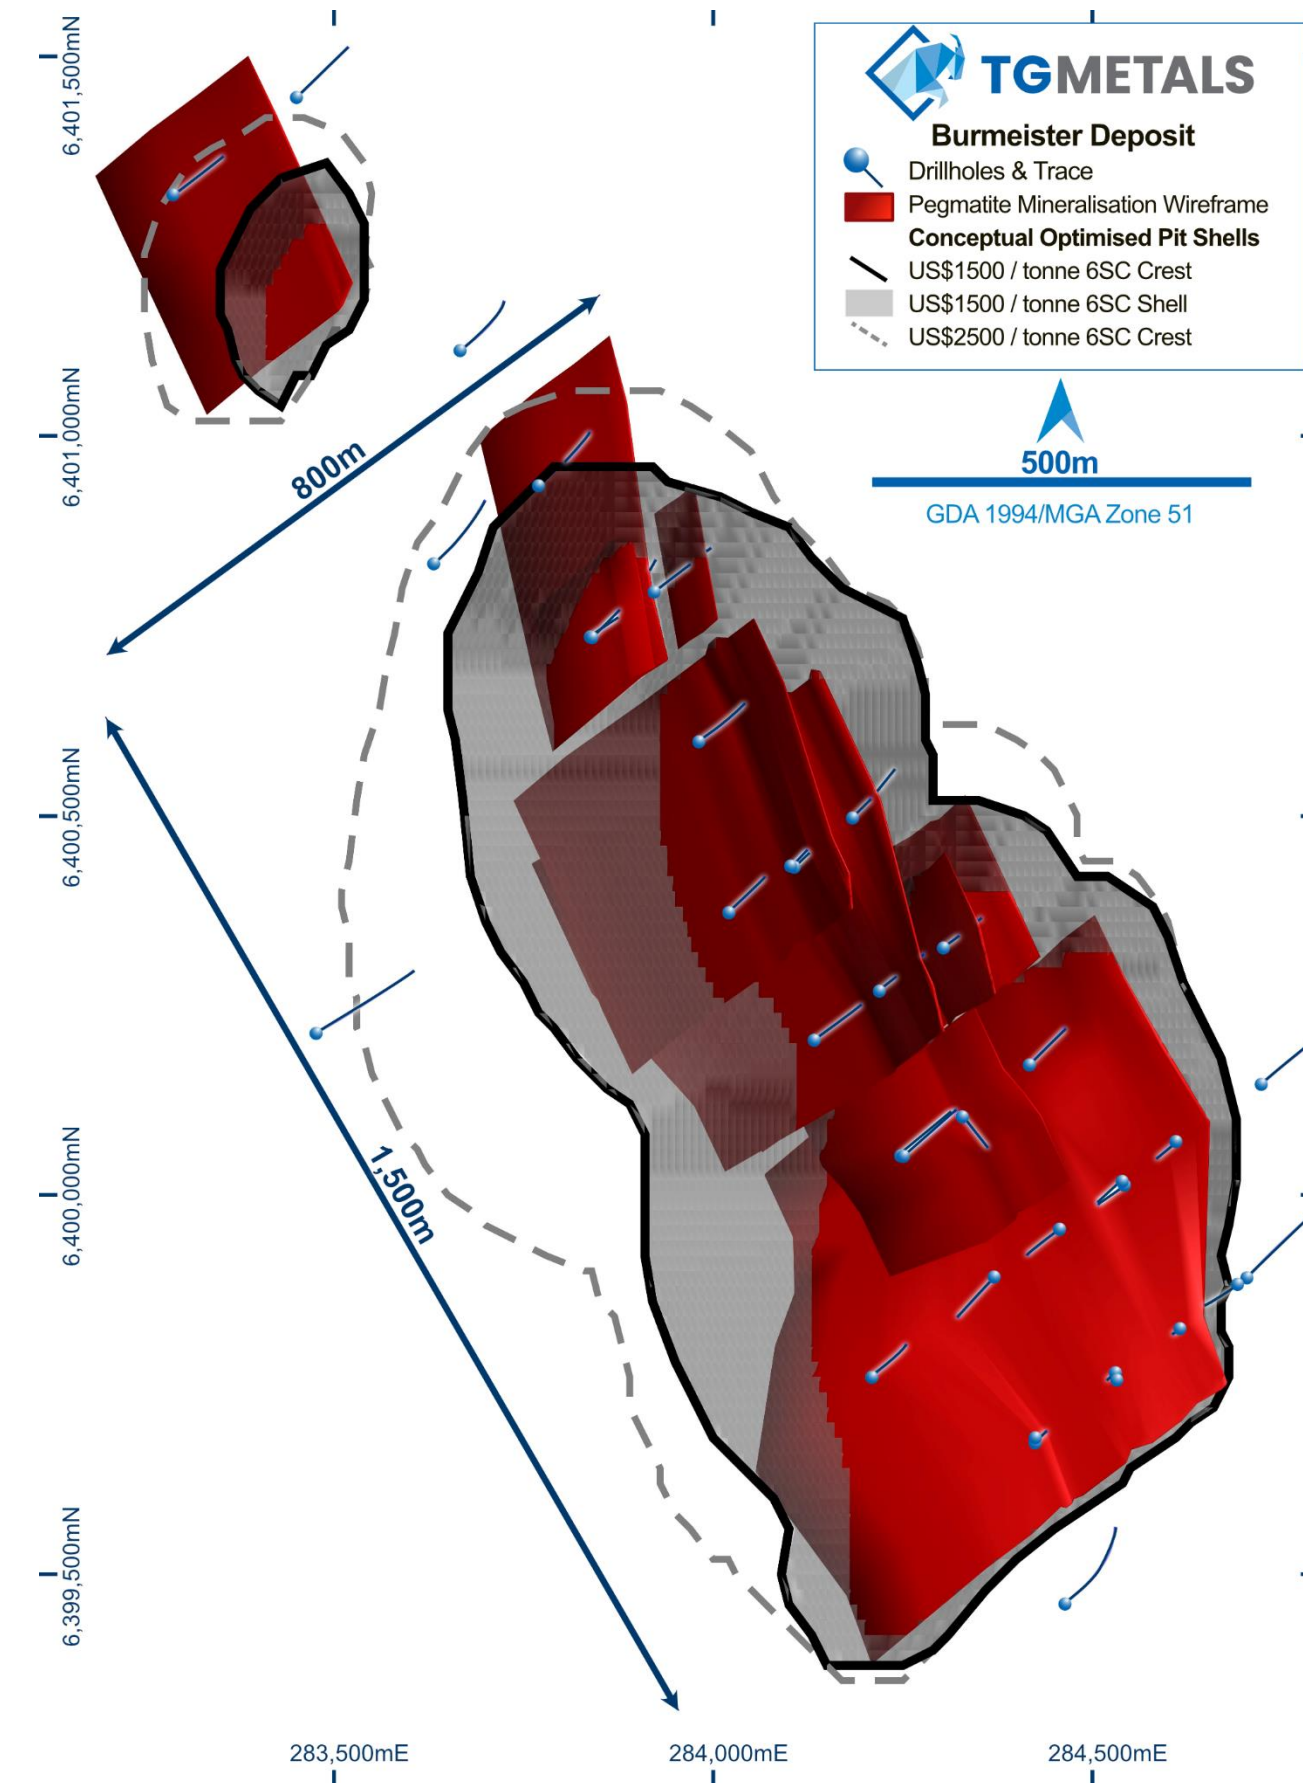 TGMETALS
Burmeister Deposit
Drillholes & Trace
Pegmatite Mineralisation Wireframe
Conceptual Optimised Pit Shells
US$1500 / tonne 6SC Crest
US$1500 / tonne 6SC Shell
US$2500 / tonne 6SC Crest
500m
GDA 1994/MGA Zone 51
6,401,500mN
6,401,000mN
6,400,500mN
6,400,000mN
6,399,500mN
800m
1,500m
283,500mE
284,000mE
284,500mE